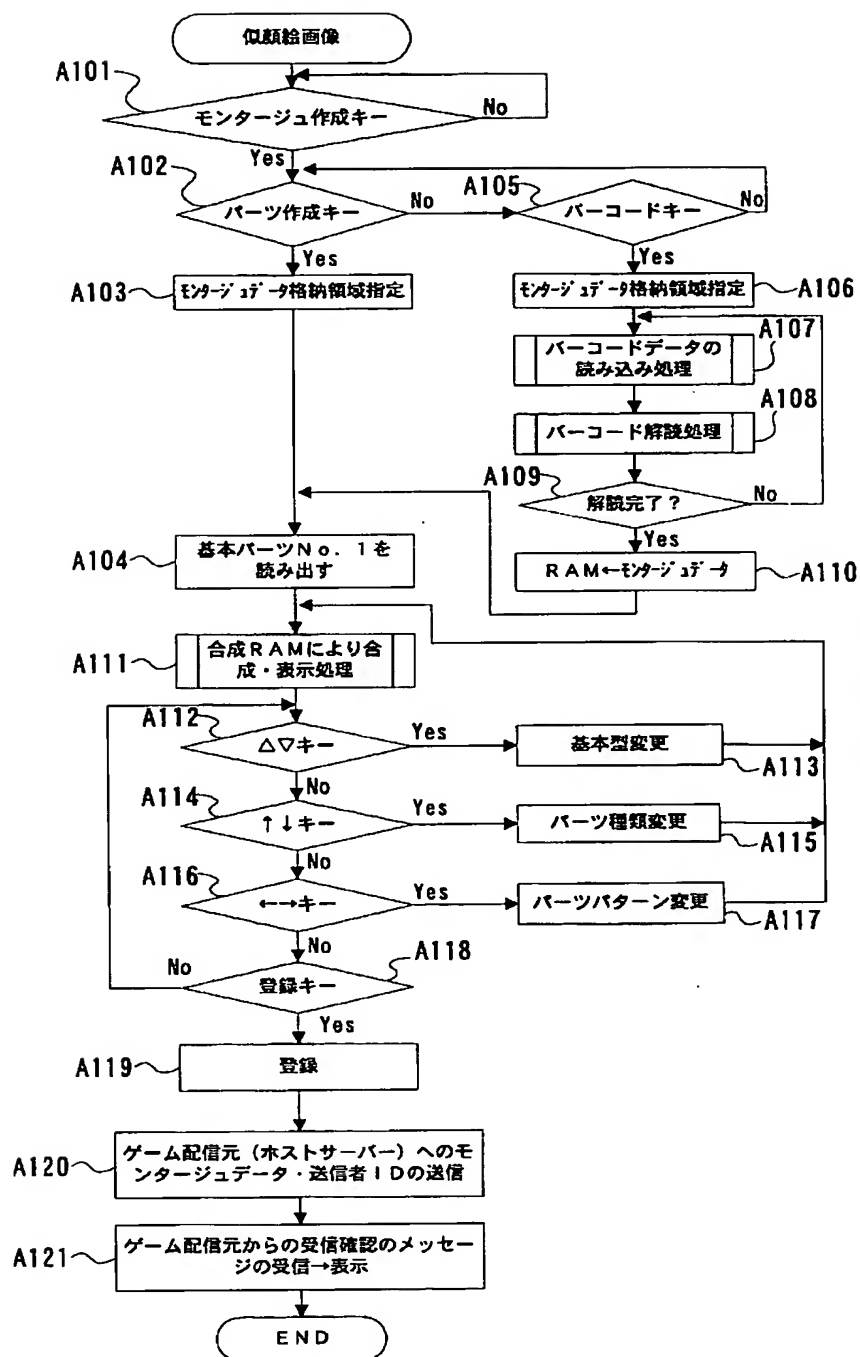 似顔絵画像
A101
モンタージュ作成キー
No
Yes
A102
パーツ作成キー
No
A105
バーコードキー
No
Yes
Yes
A103
モンタージュデータ格納領域指定
モンタージュデータ格納領域指定
A106
A107
バーコードデータの
読み込み処理
A108
バーコード解読処理
A109
解読完了？
No
Yes
A104
基本パーツNo．1を
読み出す
RAM←モンタージュデータ
A110
A111
合成RAMにより合
成・表示処理
A112
△▽キー
Yes
基本型変更
A113
No
A114
↑↓キー
Yes
パーツ種類変更
A115
No
A116
←→キー
Yes
パーツパターン変更
A117
No
No
A118
登録キー
Yes
A119
登録
A120
ゲーム配信元（ホストサーバー）へのモ
ンタージュデータ・送信者IDの送信
A121
ゲーム配信元からの受信確認のメッセー
ジの受信→表示
END